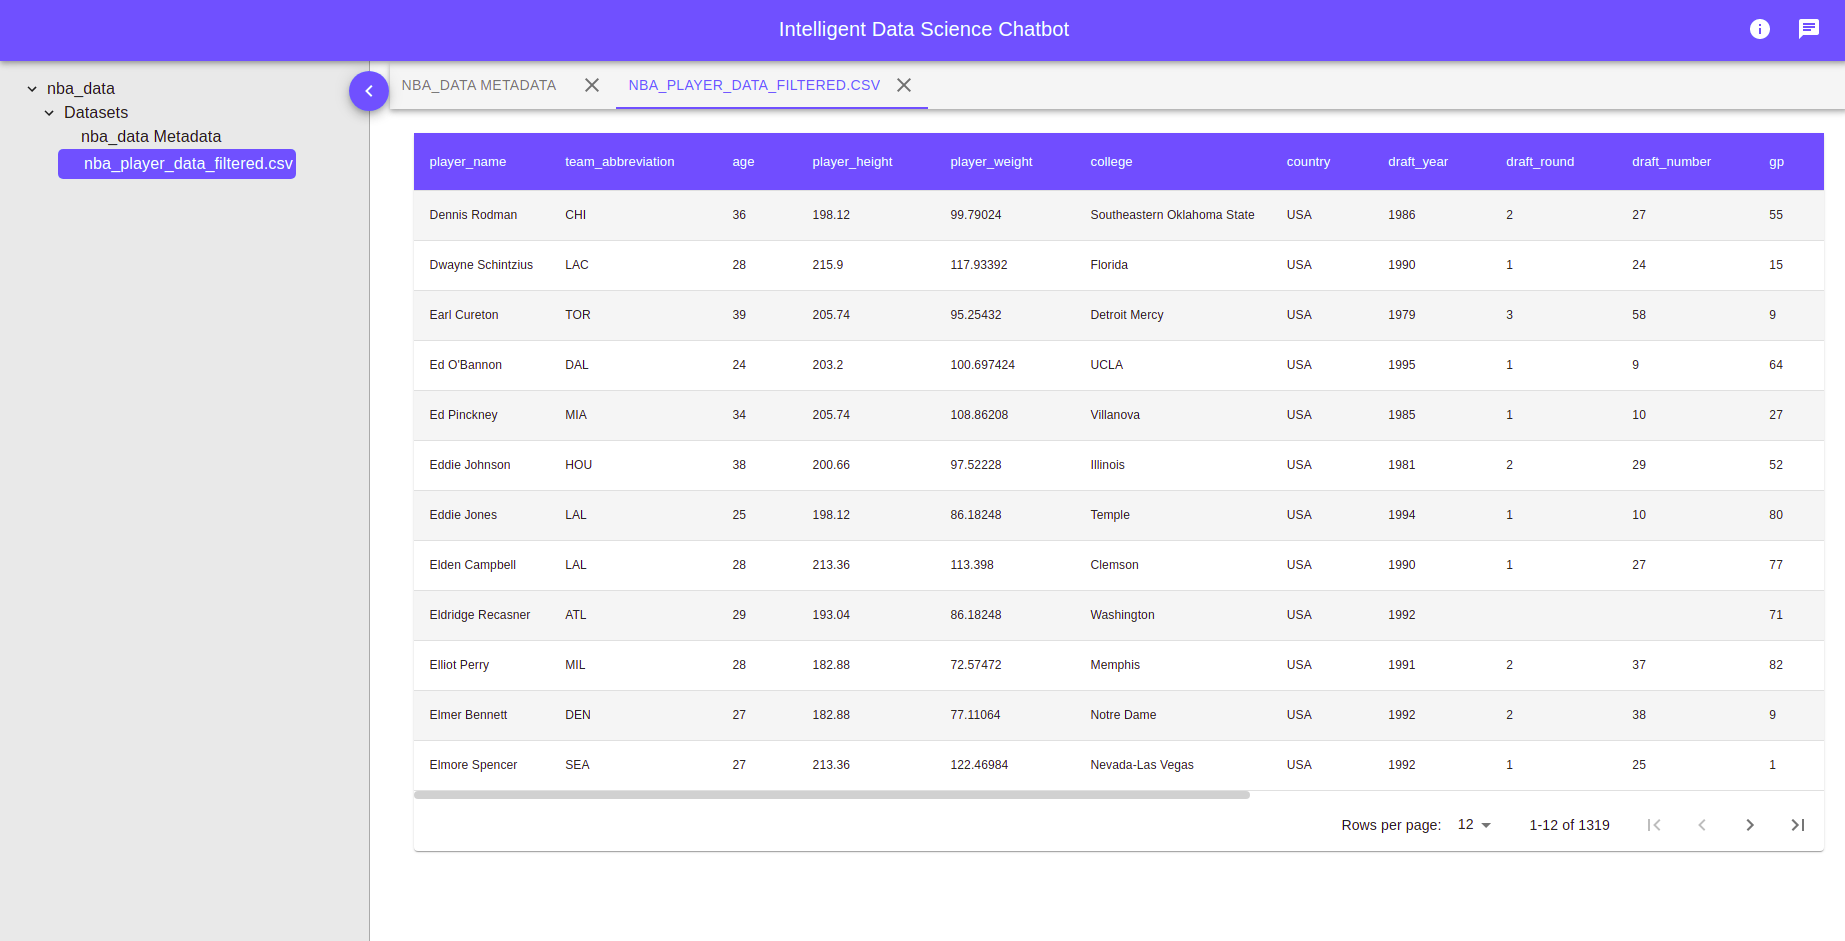 Intelligent Data Science Chatbot
nba_data
Datasets
nba_data Metadata
nba_player_data_filtered.csv
NBA_DATA METADATA NBA_PLAYER_DATA_FILTERED.CSV
player_name team_abbreviation age player_height player_weight college country draft_year draft_round draft_number gp
Dennis Rodman CHI 36 198.12 99.79024 Southeastern Oklahoma State USA 1986 2 27 55
Dwayne Schintzius LAC 28 215.9 117.93392 Florida USA 1990 1 24 15
Earl Cureton TOR 39 205.74 95.25432 Detroit Mercy USA 1979 3 58 9
Ed O'Bannon DAL 24 203.2 100.697424 UCLA USA 1995 1 9 64
Ed Pinckney MIA 34 205.74 108.86208 Villanova USA 1985 1 10 27
Eddie Johnson HOU 38 200.66 97.52228 Illinois USA 1981 2 29 52
Eddie Jones LAL 25 198.12 86.18248 Temple USA 1994 1 10 80
Elden Campbell LAL 28 213.36 113.398 Clemson USA 1990 1 27 77
Eldridge Recasner ATL 29 193.04 86.18248 Washington USA 1992 71
Elliot Perry MIL 28 182.88 72.57472 Memphis USA 1991 2 37 82
Elmer Bennett DEN 27 182.88 77.11064 Notre Dame USA 1992 2 38 9
Elmore Spencer SEA 27 213.36 122.46984 Nevada-Las Vegas USA 1992 1 25 1
Rows per page: 12 1-12 of 1319